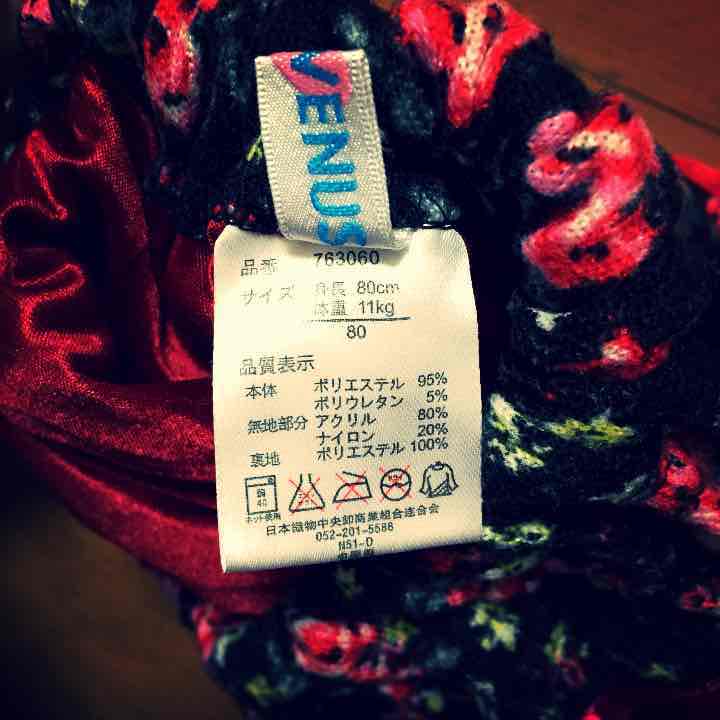 VENUS
品番 763060
サイズ 身長 80cm
体重 11kg
80
品質表示
本体 ポリエステル 95%
ポリウレタン 5%
無地部分 アクリル 80%
ナイロン 20%
裏地 ポリエステル 100%
弱
40
ネット使用
日本織物中央卸商業組合連合会
052-201-5586
N51-D